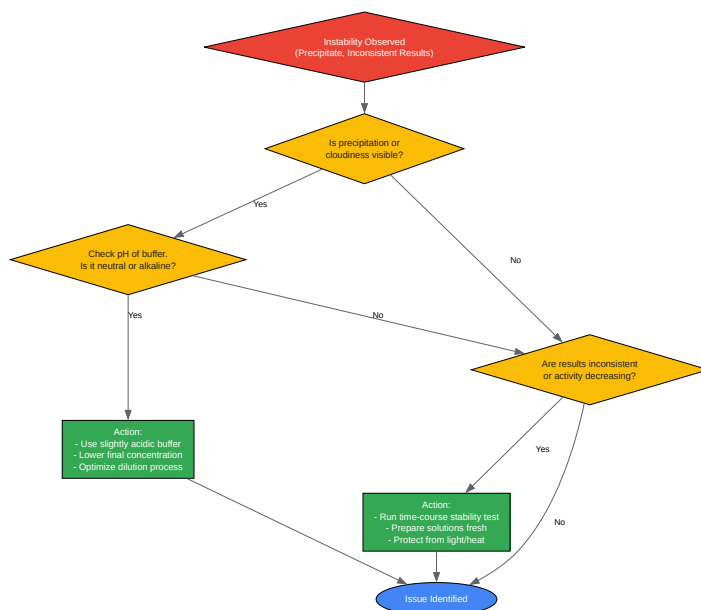 Instability Observed
(Precipitate, Inconsistent Results)
Is precipitation or
cloudiness visible?
Yes
Check pH of buffer.
Is it neutral or alkaline?
No
Yes
No
Are results inconsistent
or activity decreasing?
Action:
- Use slightly acidic buffer
- Lower final concentration
- Optimize dilution process
Yes
Action:
- Run time-course stability test
- Prepare solutions fresh
- Protect from light/heat
No
Issue Identified